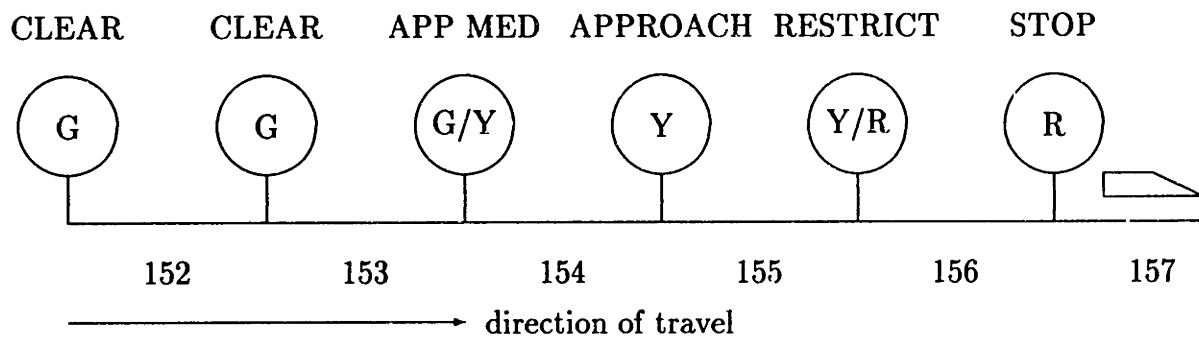 CLEAR CLEAR APP MED APPROACH RESTRICT STOP
G G G/Y Y Y/R R
152 153 154 155 156 157
direction of travel